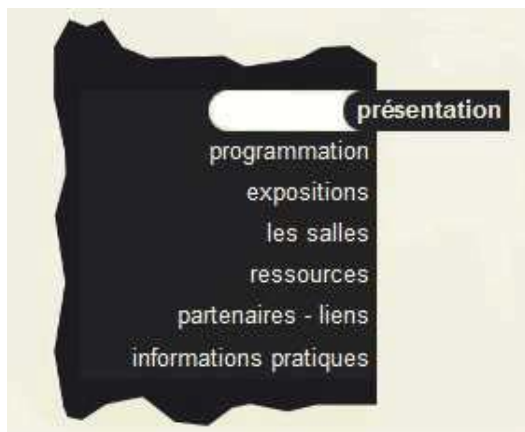 présentation
programmation
expositions
les salles
ressources
partenaires - liens
informations pratiques